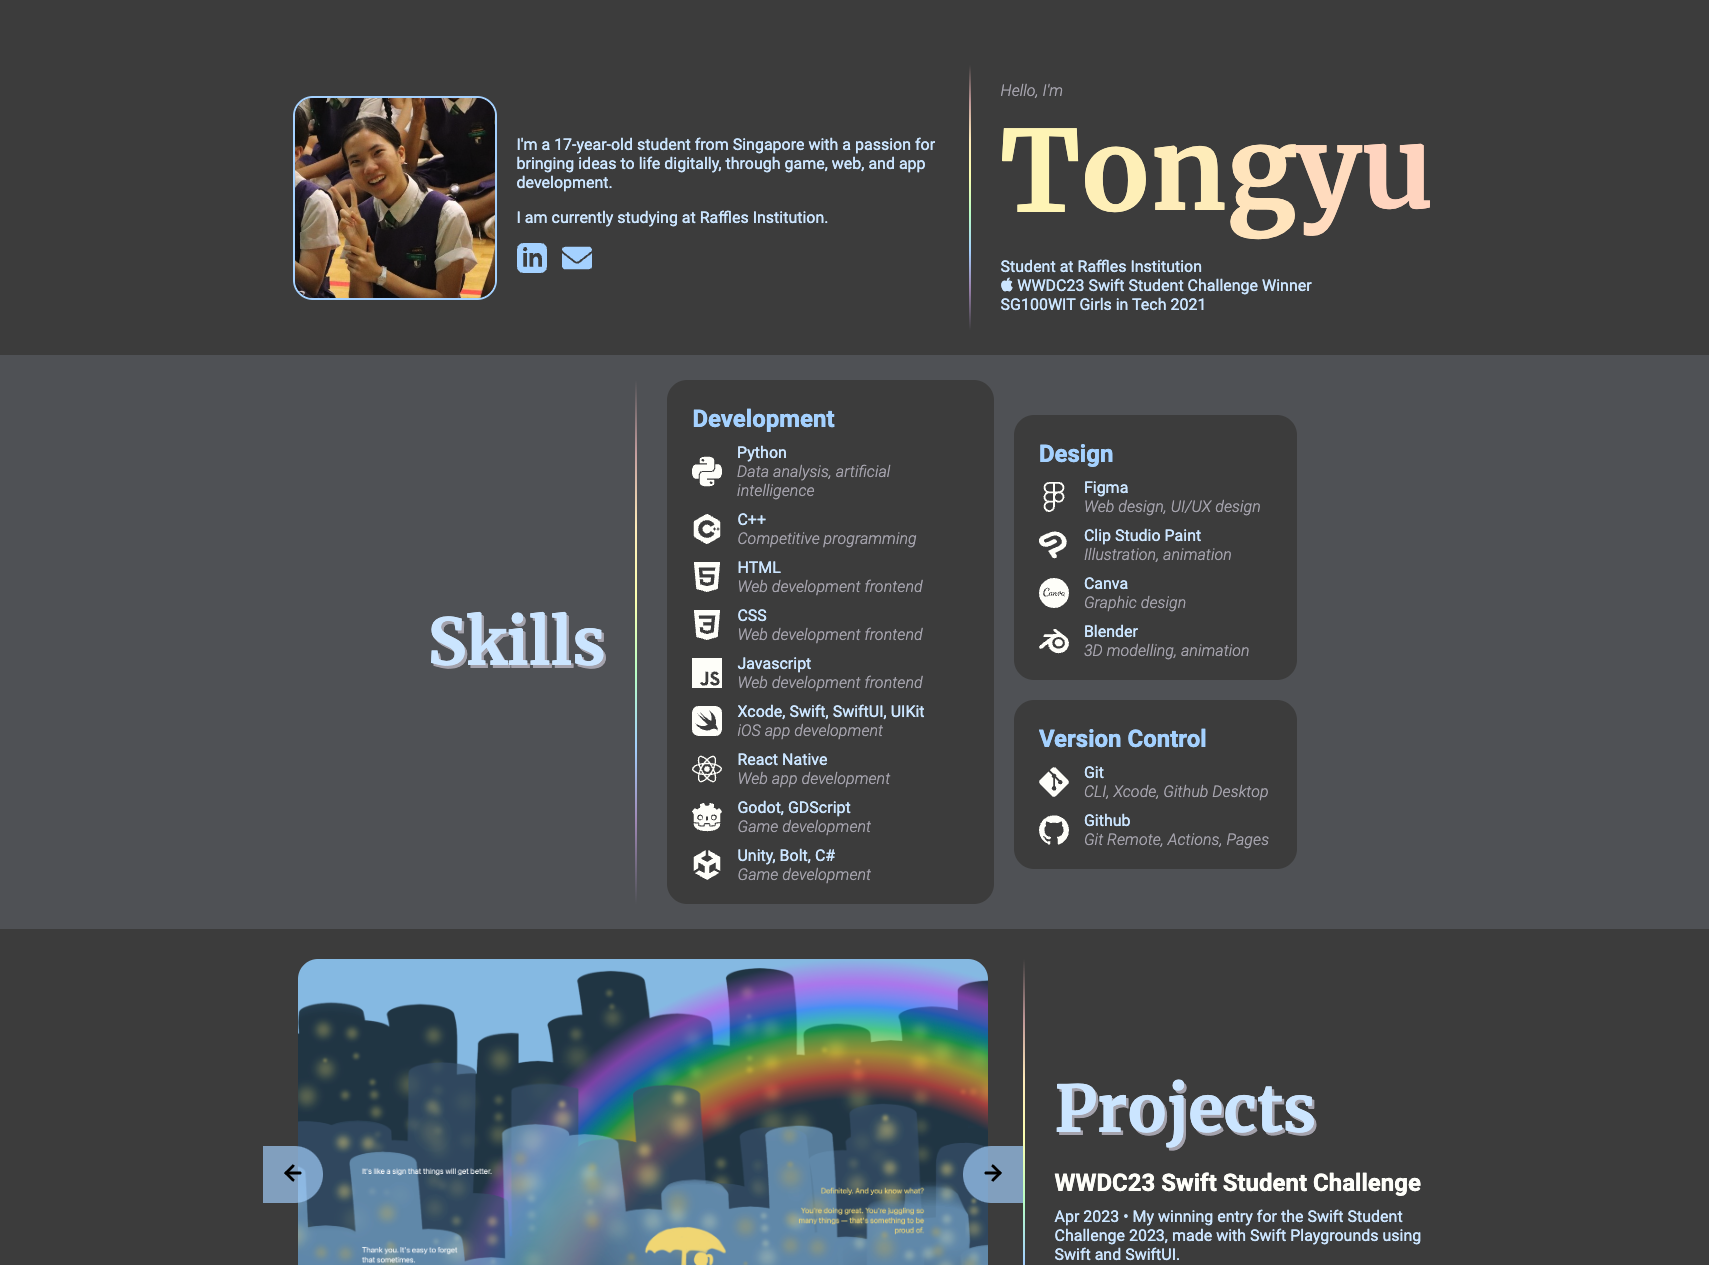 I'm a 17-year-old student from Singapore with a passion for
bringing ideas to life digitally, through game, web, and app
development.
I am currently studying at Raffles Institution.
in
Hello, I'm
Tongyu
Student at Raffles Institution
WWDC23 Swift Student Challenge Winner
SG100WIT Girls in Tech 2021
Skills
Development
Python
Data analysis, artificial
intelligence
C++
Competitive programming
HTML
Web development frontend
CSS
Web development frontend
JS
Javascript
Web development frontend
Xcode, Swift, SwiftUI, UIKit
iOS app development
React Native
Web app development
Godot, GDScript
Game development
Unity, Bolt, C#
Game development
Design
Figma
Web design, UI/UX design
Clip Studio Paint
Illustration, animation
Canva
Canva
Graphic design
Blender
3D modelling, animation
Version Control
Git
CLI, Xcode, Github Desktop
Github
Git Remote, Actions, Pages
It's like a sign that things will get better.
Definitely. And you know what?
You're doing great. You're juggling so
many things — that's something to be
proud of.
Thank you. It's easy to forget
that sometimes.
Projects
WWDC23 Swift Student Challenge
Apr 2023 • My winning entry for the Swift Student
Challenge 2023, made with Swift Playgrounds using
Swift and SwiftUI.